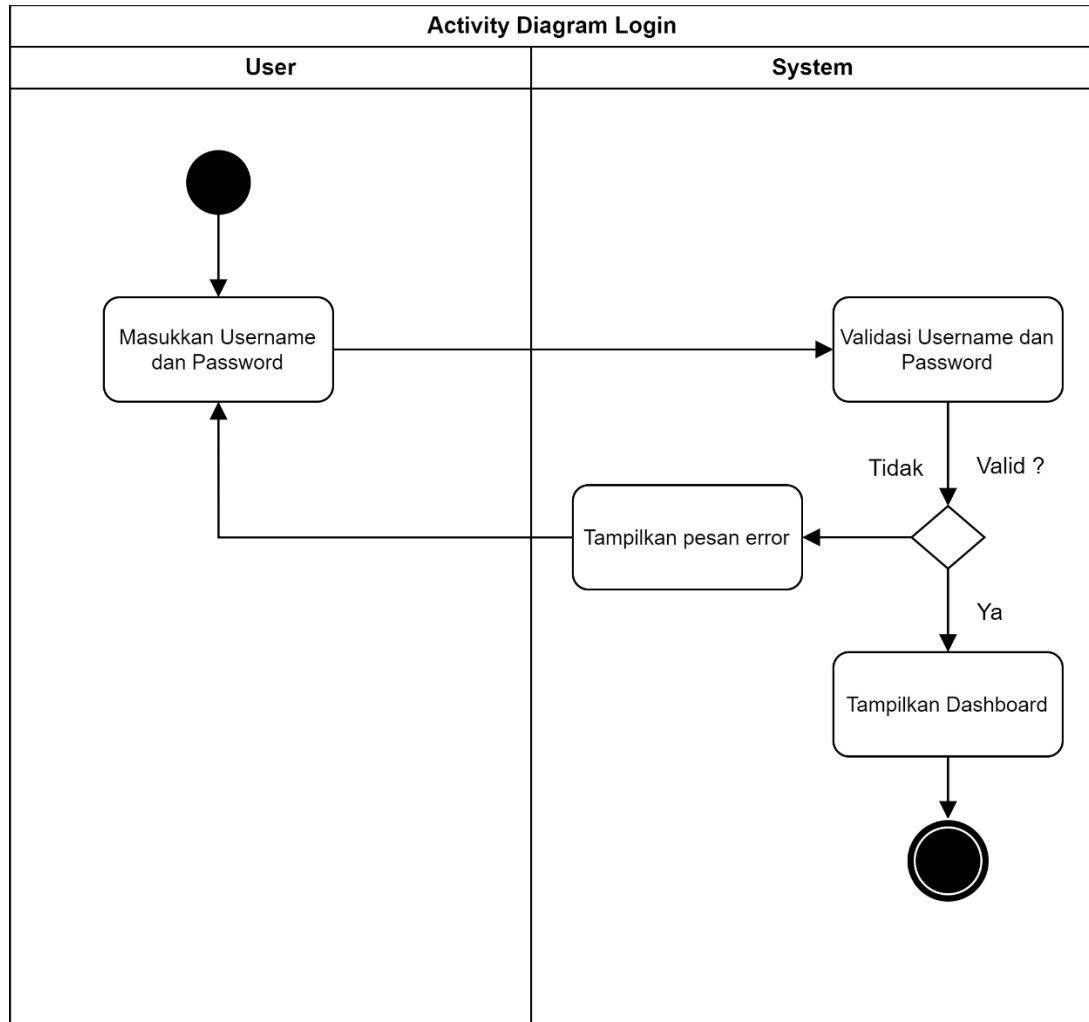 Activity Diagram Login
User
System
Masukkan Username
dan Password
Validasi Username dan
Password
Tidak
Valid ?
Tampilkan pesan error
Ya
Tampilkan Dashboard